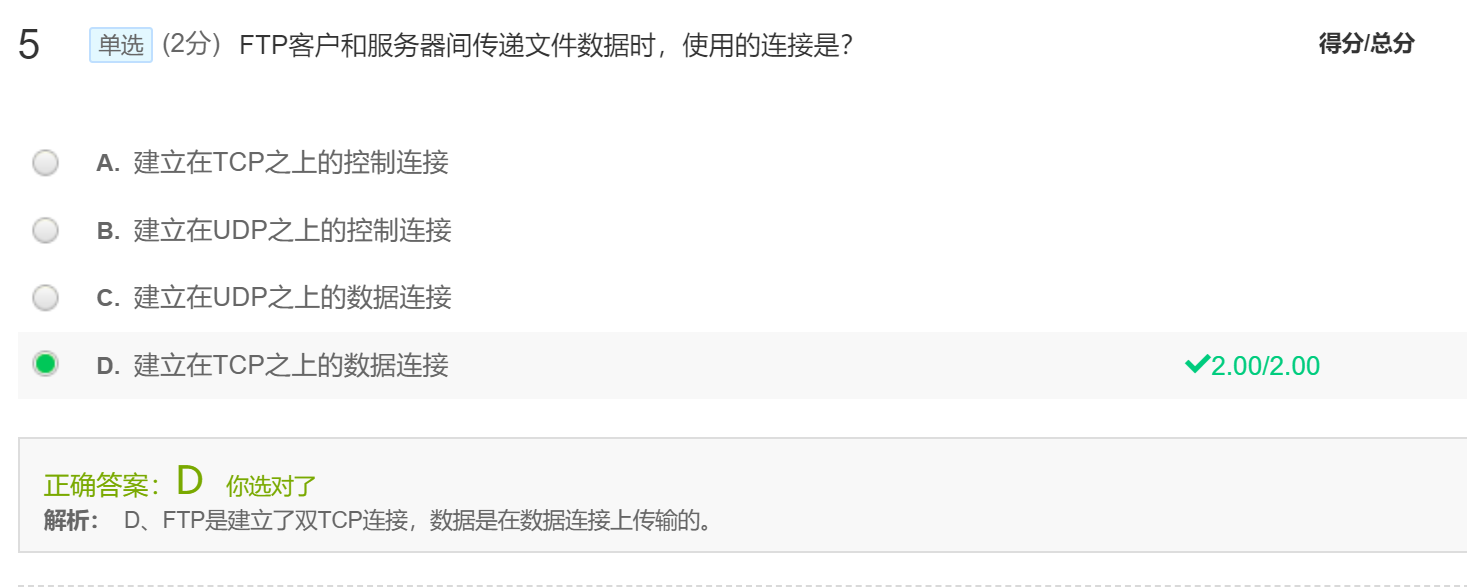 5 单选 (2分) FTP客户和服务器间传递文件数据时，使用的连接是？ 得分/总分
A. 建立在TCP之上的控制连接
B. 建立在UDP之上的控制连接
C. 建立在UDP之上的数据连接
D. 建立在TCP之上的数据连接 2.00/2.00
正确答案：D 你选对了
解析： D、FTP是建立了双TCP连接，数据是在数据连接上传输的。